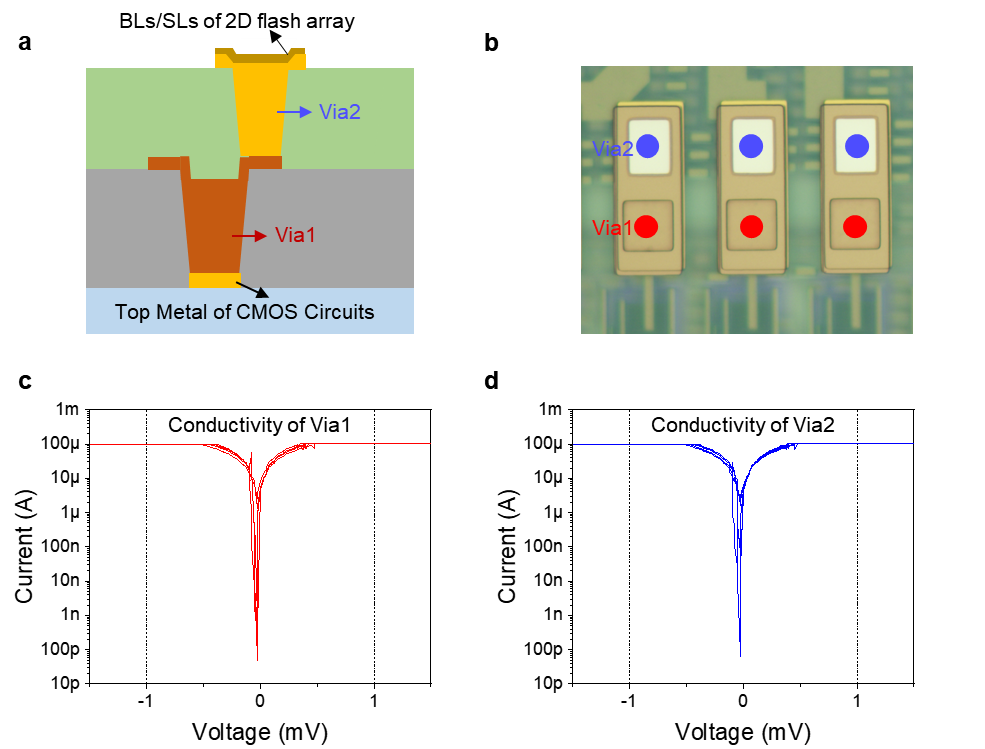 a
BLs/SLs of 2D flash array
Via2
Via1
Top Metal of CMOS Circuits
b
Via2
Via1
c
Conductivity of Via1
Current (A)
1m
100µ
10µ
1µ
100n
10n
1n
100p
10p
-1
0
1
Voltage (mV)
d
Conductivity of Via2
Current (A)
1m
100µ
10µ
1µ
100n
10n
1n
100p
10p
-1
0
1
Voltage (mV)